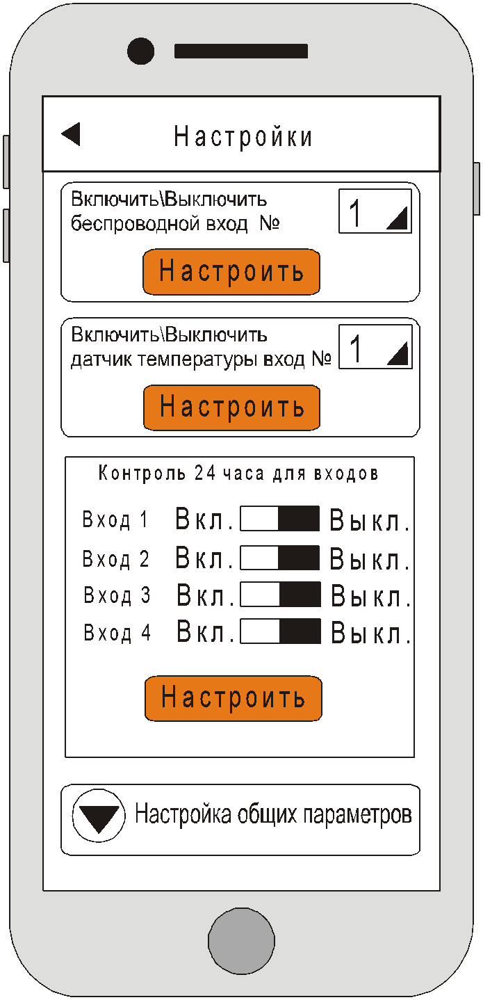 Настройки
Включить\Выключить
беспроводной вход № 1
Настроить
Включить\Выключить
датчик температуры вход № 1
Настроить
Контроль 24 часа для входов
Вход 1 Вкл. Выкл.
Вход 2 Вкл. Выкл.
Вход 3 Вкл. Выкл.
Вход 4 Вкл. Выкл.
Настроить
Настройка общих параметров